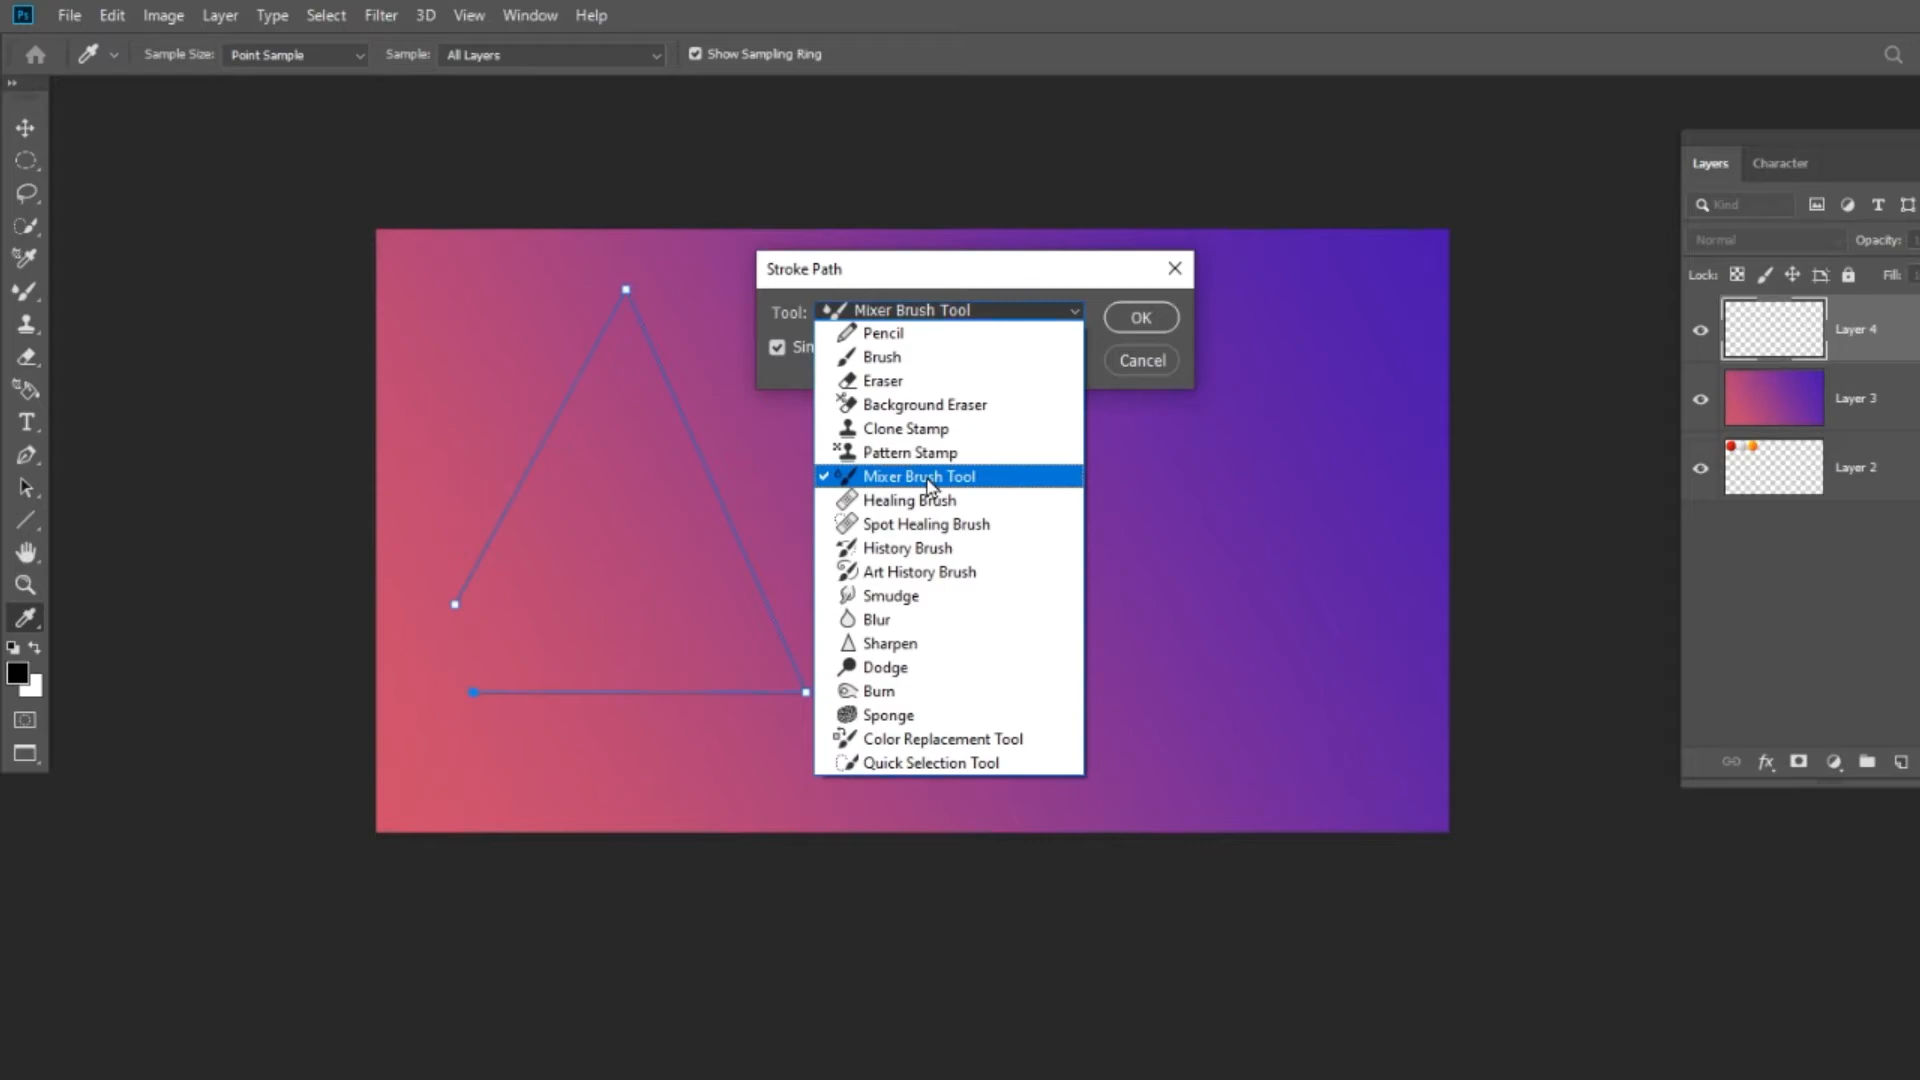 Ps File Edit Image Layer Type Select Filter 3D View Window Help
Sample Size: Point Sample Sample: All Layers Show Sampling Ring
Layers Character
Kind
Normal Opacity:
Lock: Fill:
Layer 4
Layer 3
Layer 2
Stroke Path
Tool: Mixer Brush Tool
OK
Cancel
Pencil
Brush
Eraser
Background Eraser
Clone Stamp
Pattern Stamp
Mixer Brush Tool
Healing Brush
Spot Healing Brush
History Brush
Art History Brush
Smudge
Blur
Sharpen
Dodge
Burn
Sponge
Color Replacement Tool
Quick Selection Tool